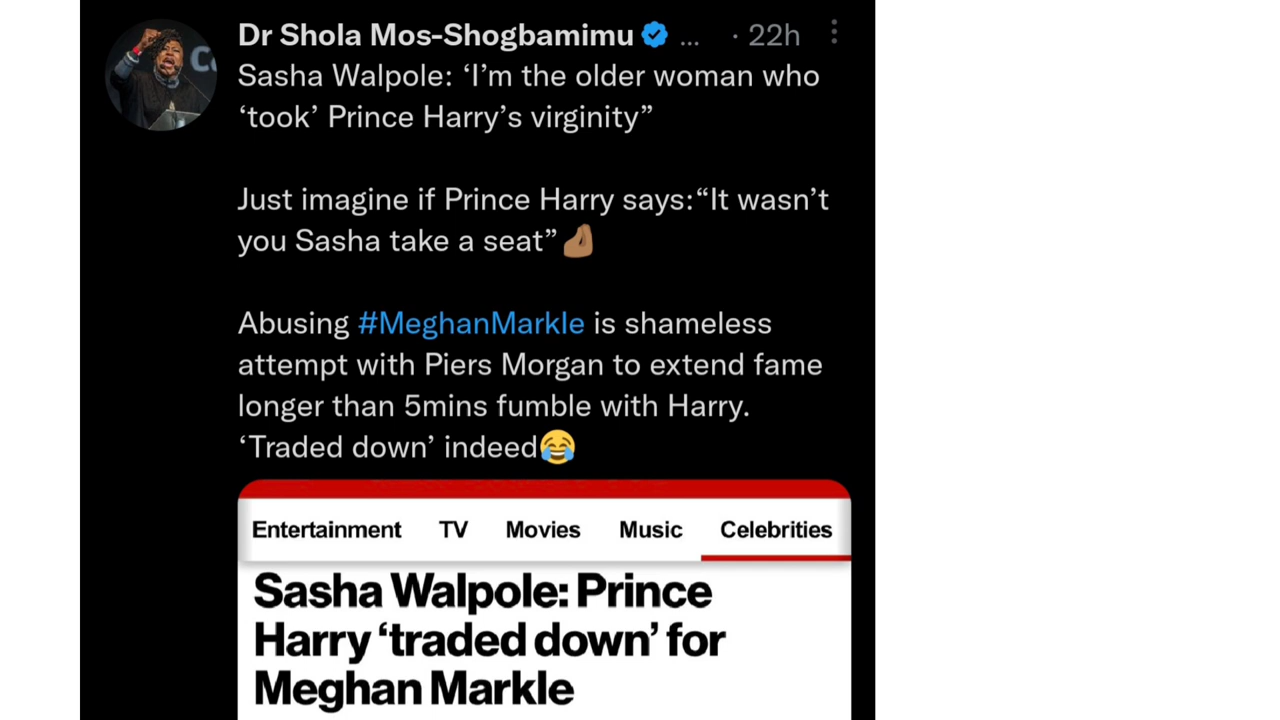 Dr Shola Mos-Shogbamimu ... · 22h
Sasha Walpole: ‘I’m the older woman who
‘took’ Prince Harry’s virginity”
Just imagine if Prince Harry says:“It wasn’t
you Sasha take a seat”🤌🏽
Abusing #MeghanMarkle is shameless
attempt with Piers Morgan to extend fame
longer than 5mins fumble with Harry.
‘Traded down’ indeed😂
Entertainment TV Movies Music Celebrities
Sasha Walpole: Prince
Harry ‘traded down’ for
Meghan Markle